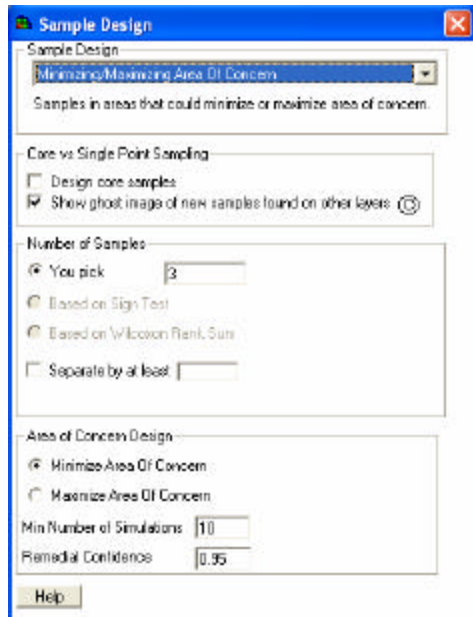 Sample Design
Sample Design
Minimizing/Maximizing Area Of Concern
Samples in areas that could minimize or maximize area of concern.
Core vs Single Point Sampling
Design core samples
Show ghost image of new samples found on other layers
Number of Samples
You pick 3
Based on Sign Test
Based on Wilcoxon Rank Sum
Separate by at least
Area of Concern Design
Minimize Area Of Concern
Maximize Area Of Concern
Min Number of Simulations 10
Remedial Confidence 0.95
Help